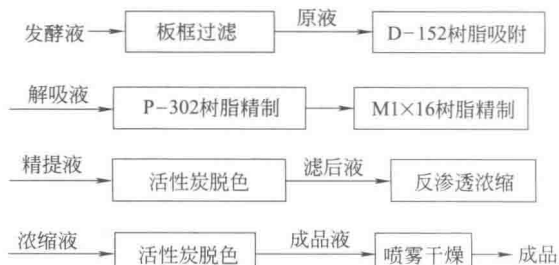 发酵液 板框过滤 原液 D-152树脂吸附
解吸液 P-302树脂精制 M1×16树脂精制
精提液 活性炭脱色 滤后液 反渗透浓缩
浓缩液 活性炭脱色 成品液 喷雾干燥 成品